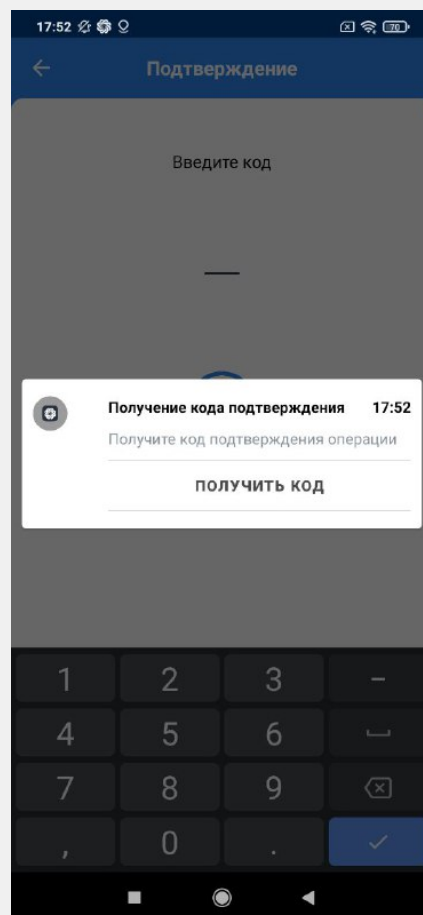 17:52 70
Подтверждение
Введите код
Получение кода подтверждения 17:52
Получите код подтверждения операции
ПОЛУЧИТЬ КОД
1 2 3 –
4 5 6
7 8 9
, 0 .